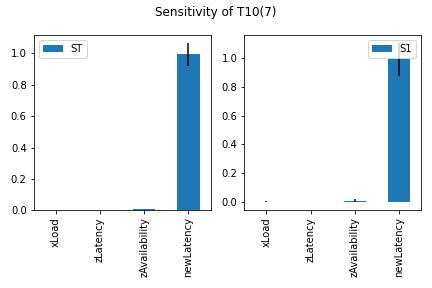 Sensitivity of T10(7)
ST
1.0
0.8
0.6
0.4
0.2
0.0
xLoad
zLatency
zAvailability
newLatency
S1
1.0
0.8
0.6
0.4
0.2
0.0
xLoad
zLatency
zAvailability
newLatency